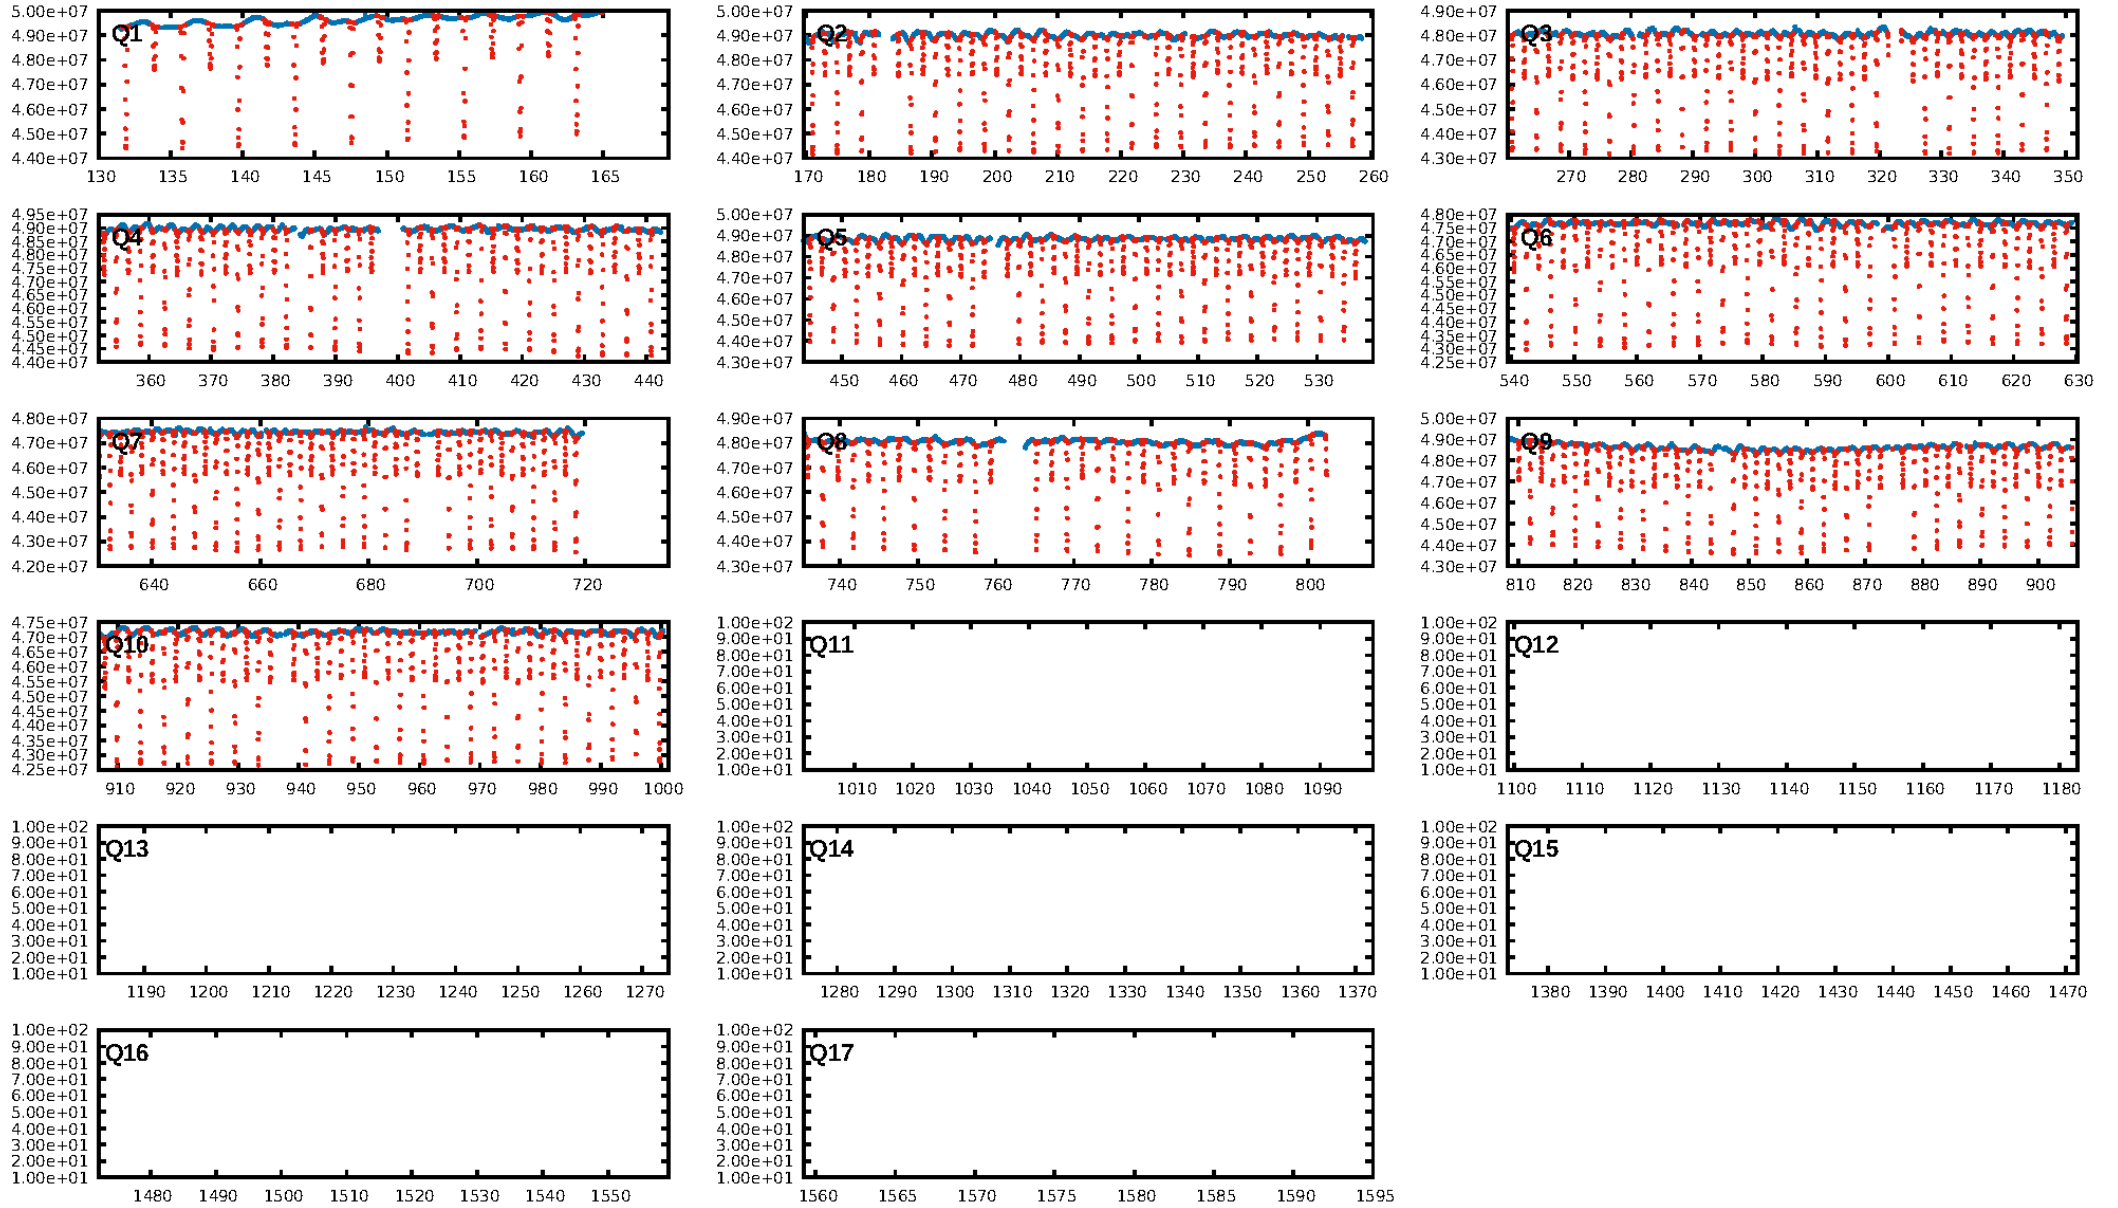 Q1
5.00e+07
4.90e+07
4.80e+07
4.70e+07
4.60e+07
4.50e+07
4.40e+07
130 135 140 145 150 155 160 165
Q2
5.00e+07
4.90e+07
4.80e+07
4.70e+07
4.60e+07
4.50e+07
4.40e+07
170 180 190 200 210 220 230 240 250 260
Q3
4.90e+07
4.80e+07
4.70e+07
4.60e+07
4.50e+07
4.40e+07
4.30e+07
270 280 290 300 310 320 330 340 350
Q4
4.95e+07
4.90e+07
4.85e+07
4.80e+07
4.75e+07
4.70e+07
4.65e+07
4.60e+07
4.55e+07
4.50e+07
4.45e+07
4.40e+07
360 370 380 390 400 410 420 430 440
Q5
5.00e+07
4.90e+07
4.80e+07
4.70e+07
4.60e+07
4.50e+07
4.40e+07
4.30e+07
450 460 470 480 490 500 510 520 530
Q6
4.80e+07
4.75e+07
4.70e+07
4.65e+07
4.60e+07
4.55e+07
4.50e+07
4.45e+07
4.40e+07
4.35e+07
4.30e+07
4.25e+07
540 550 560 570 580 590 600 610 620 630
Q7
4.80e+07
4.70e+07
4.60e+07
4.50e+07
4.40e+07
4.30e+07
4.20e+07
640 660 680 700 720
Q8
4.90e+07
4.80e+07
4.70e+07
4.60e+07
4.50e+07
4.40e+07
4.30e+07
740 750 760 770 780 790 800
Q9
5.00e+07
4.90e+07
4.80e+07
4.70e+07
4.60e+07
4.50e+07
4.40e+07
4.30e+07
810 820 830 840 850 860 870 880 890 900
Q10
4.75e+07
4.70e+07
4.65e+07
4.60e+07
4.55e+07
4.50e+07
4.45e+07
4.40e+07
4.35e+07
4.30e+07
4.25e+07
910 920 930 940 950 960 970 980 990 1000
Q11
1.00e+02
9.00e+01
8.00e+01
7.00e+01
6.00e+01
5.00e+01
4.00e+01
3.00e+01
2.00e+01
1.00e+01
1010 1020 1030 1040 1050 1060 1070 1080 1090
Q12
1.00e+02
9.00e+01
8.00e+01
7.00e+01
6.00e+01
5.00e+01
4.00e+01
3.00e+01
2.00e+01
1.00e+01
1100 1110 1120 1130 1140 1150 1160 1170 1180
Q13
1.00e+02
9.00e+01
8.00e+01
7.00e+01
6.00e+01
5.00e+01
4.00e+01
3.00e+01
2.00e+01
1.00e+01
1190 1200 1210 1220 1230 1240 1250 1260 1270
Q14
1.00e+02
9.00e+01
8.00e+01
7.00e+01
6.00e+01
5.00e+01
4.00e+01
3.00e+01
2.00e+01
1.00e+01
1280 1290 1300 1310 1320 1330 1340 1350 1360 1370
Q15
1.00e+02
9.00e+01
8.00e+01
7.00e+01
6.00e+01
5.00e+01
4.00e+01
3.00e+01
2.00e+01
1.00e+01
1380 1390 1400 1410 1420 1430 1440 1450 1460 1470
Q16
1.00e+02
9.00e+01
8.00e+01
7.00e+01
6.00e+01
5.00e+01
4.00e+01
3.00e+01
2.00e+01
1.00e+01
1480 1490 1500 1510 1520 1530 1540 1550
Q17
1.00e+02
9.00e+01
8.00e+01
7.00e+01
6.00e+01
5.00e+01
4.00e+01
3.00e+01
2.00e+01
1.00e+01
1560 1565 1570 1575 1580 1585 1590 1595